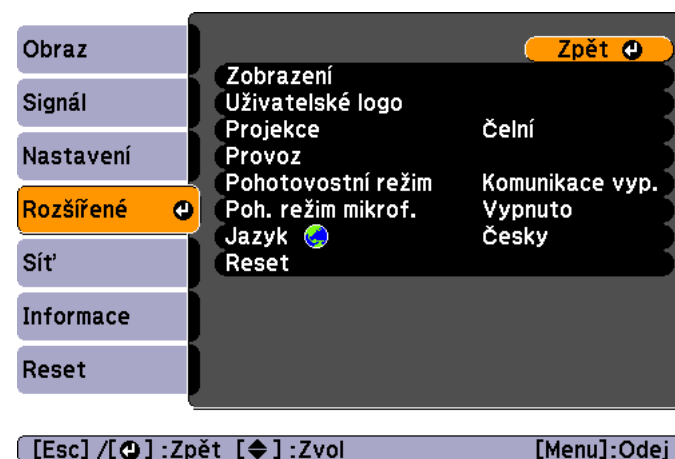 Obraz
Signál
Nastavení
Rozšířené
Síť
Informace
Reset
Zpět
Zobrazení
Uživatelské logo
Projekce Čelní
Provoz
Pohotovostní režim Komunikace vyp.
Poh. režim mikrof. Vypnuto
Jazyk Česky
Reset
[Esc] /[ ] :Zpět [ ] :Zvol [Menu]:Odej